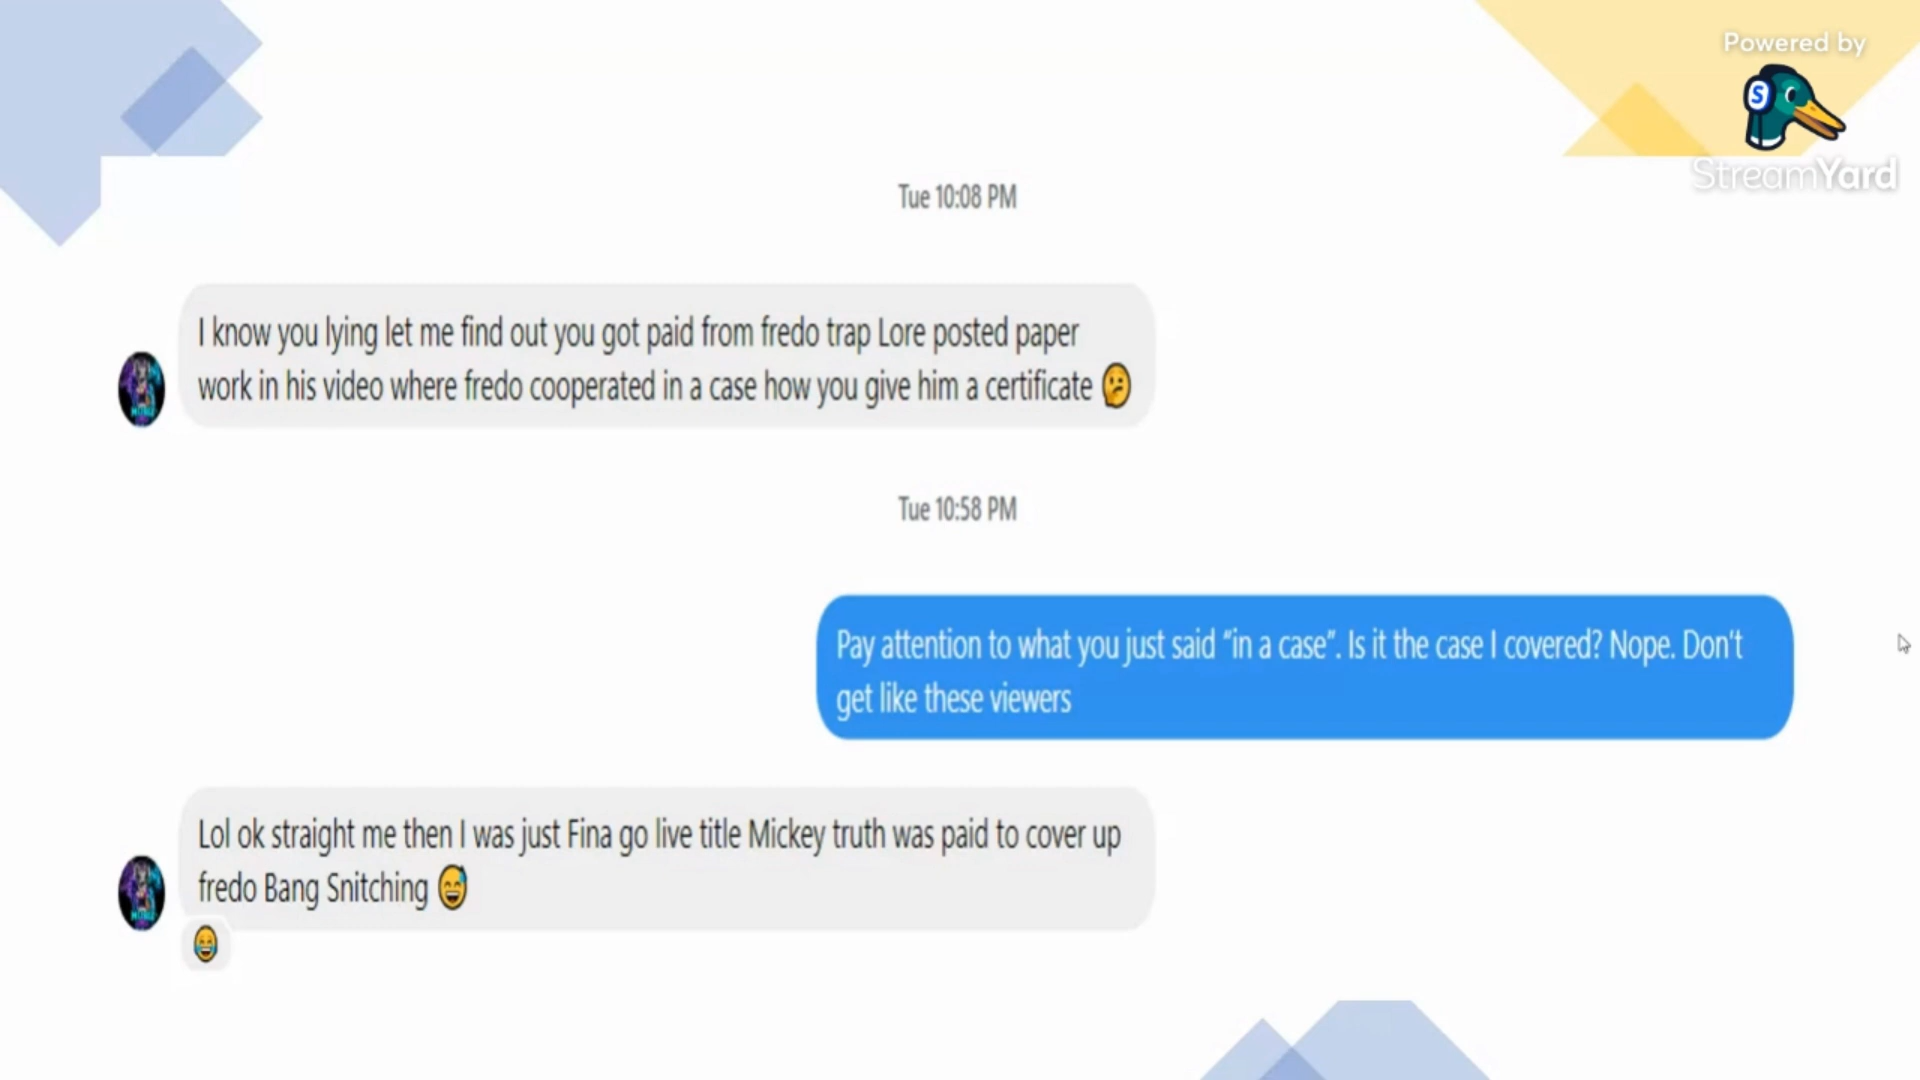 Powered by
StreamYard
Tue 10:08 PM
I know you lying let me find out you got paid from fredo trap Lore posted paper
work in his video where fredo cooperated in a case how you give him a certificate 🤔
Tue 10:58 PM
Pay attention to what you just said “in a case”. Is it the case I covered? Nope. Don't
get like these viewers
Lol ok straight me then I was just Fina go live title Mickey truth was paid to cover up
fredo Bang Snitching 😅
😂